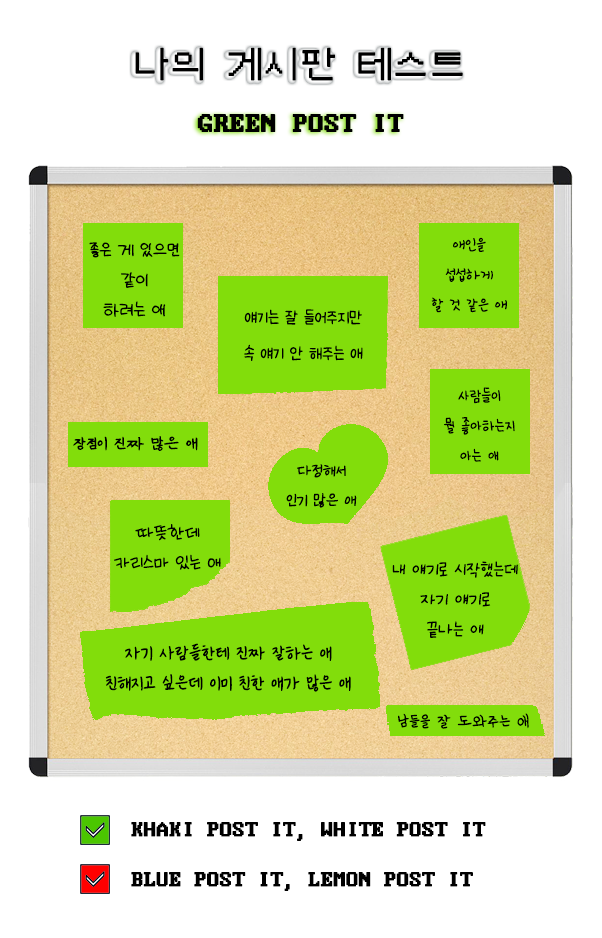 나의 게시판 테스트
GREEN POST IT
좋은 게 있으면
같이
하려는 애
애인을
섭섭하게
할 것 같은 애
얘기는 잘 들어주지만
속 얘기 안 해주는 애
사람들이
뭘 좋아하는지
아는 애
장점이 진짜 많은 애
다정해서
인기 많은 애
따뜻한데
카리스마 있는 애
내 얘기로 시작했는데
자기 얘기로
끝나는 애
자기 사람들한테 진짜 잘하는 애
친해지고 싶은데 이미 친한 애가 많은 애
남들을 잘 도와주는 애
KHAKI POST IT, WHITE POST IT
BLUE POST IT, LEMON POST IT